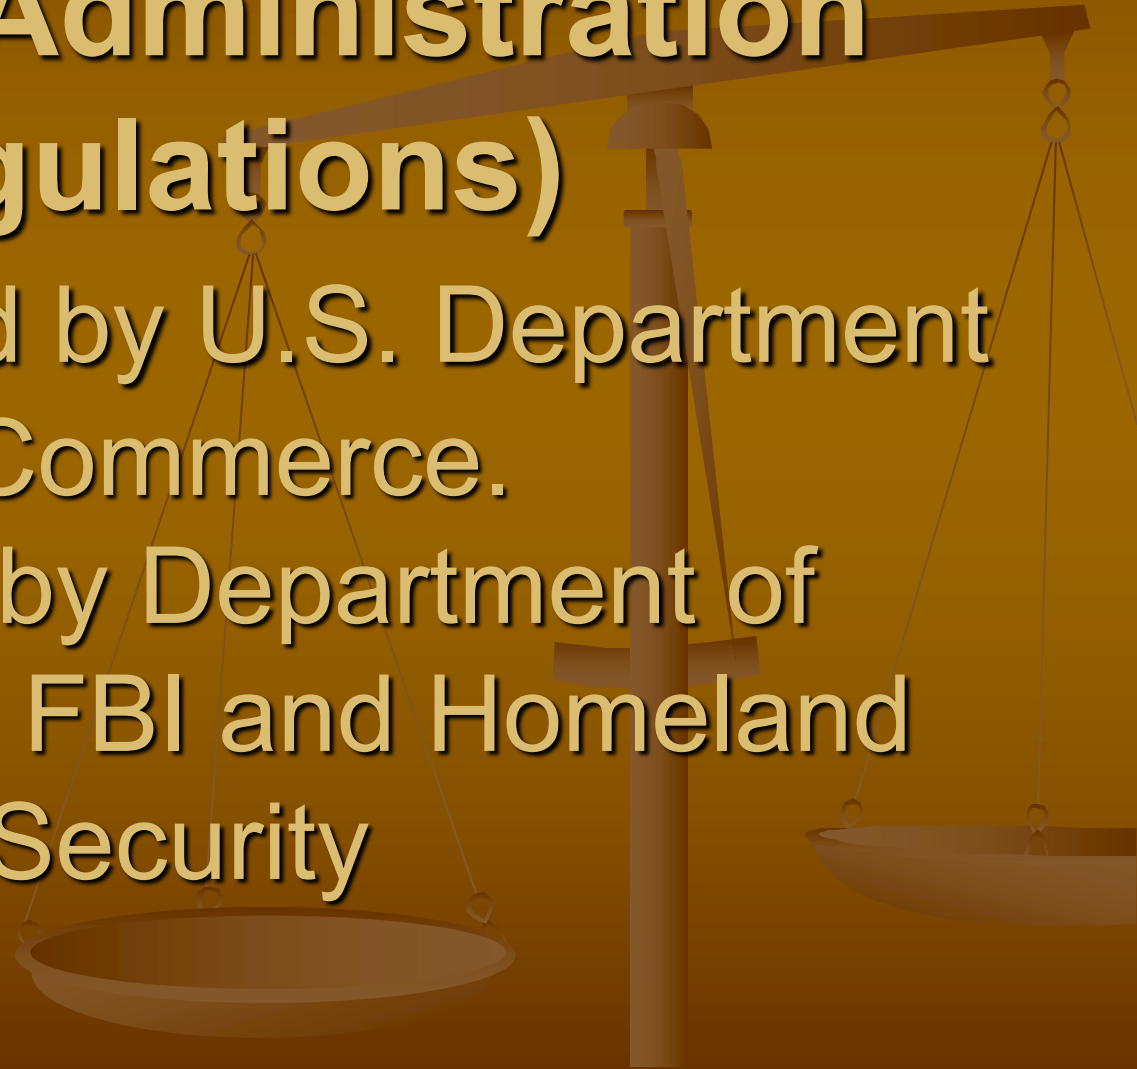 Administration
gulations)
d by U.S. Department
Commerce.
by Department of
FBI and Homeland
Security